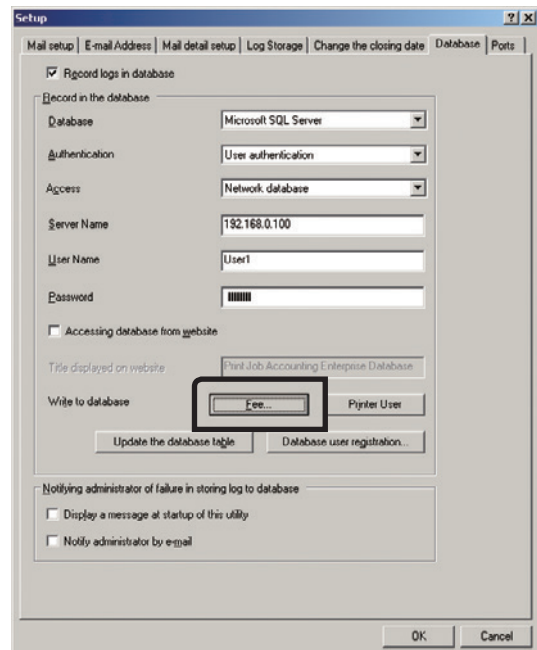 Setup
Mail setup E-mail Address Mail detail setup Log Storage Change the closing date Database Ports
Record logs in database
Record in the database
Database Microsoft SQL Server
Authentication User authentication
Access Network database
Server Name 192.168.0.100
User Name User1
Password
Accessing database from website
Title displayed on website Print Job Accounting Enterprise Database
Write to database Fee... Printer User
Update the database table Database user registration...
Notifying administrator of failure in storing log to database
Display a message at startup of this utility
Notify administrator by e-mail
OK Cancel